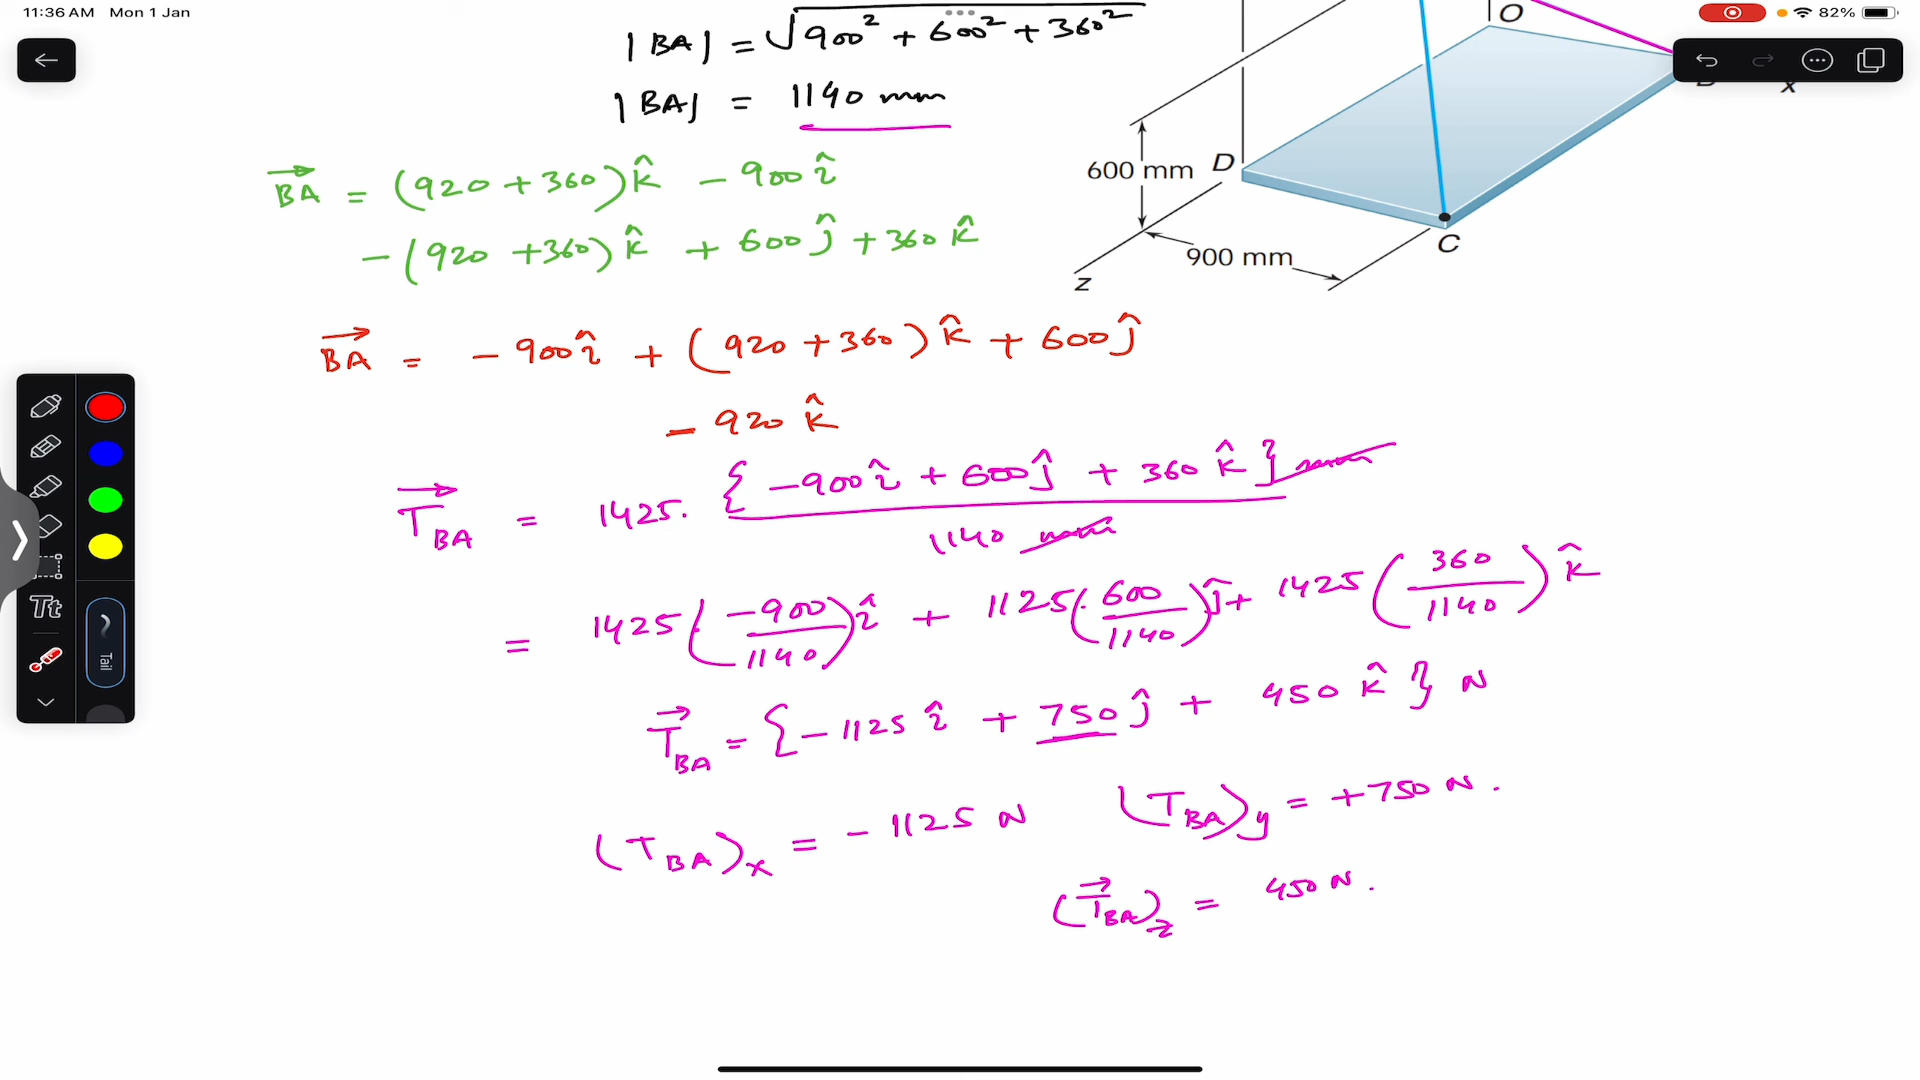 11:36 AM Mon 1 Jan
82%
|BA| = √900² + 600² + 360²
|BA| = 1140 mm
O
x
600 mm
D
C
900 mm
z
BA = (920 + 360)k̂ - 900î
- (920 + 360)k̂ + 600ĵ + 360k̂
BA = - 900î + (920 + 360)k̂ + 600ĵ
- 920k̂
T_BA = 1425. {-900î + 600ĵ + 360k̂} mm
1140 mm
= 1425(-900/1140)î + 1125(600/1140)ĵ + 1425(360/1140)k̂
T_BA = {-1125î + 750ĵ + 450k̂} N
(T_BA)x = - 1125 N (T_BA)y = +750 N.
(T_BA)z = 450 N.
Tt
Tail